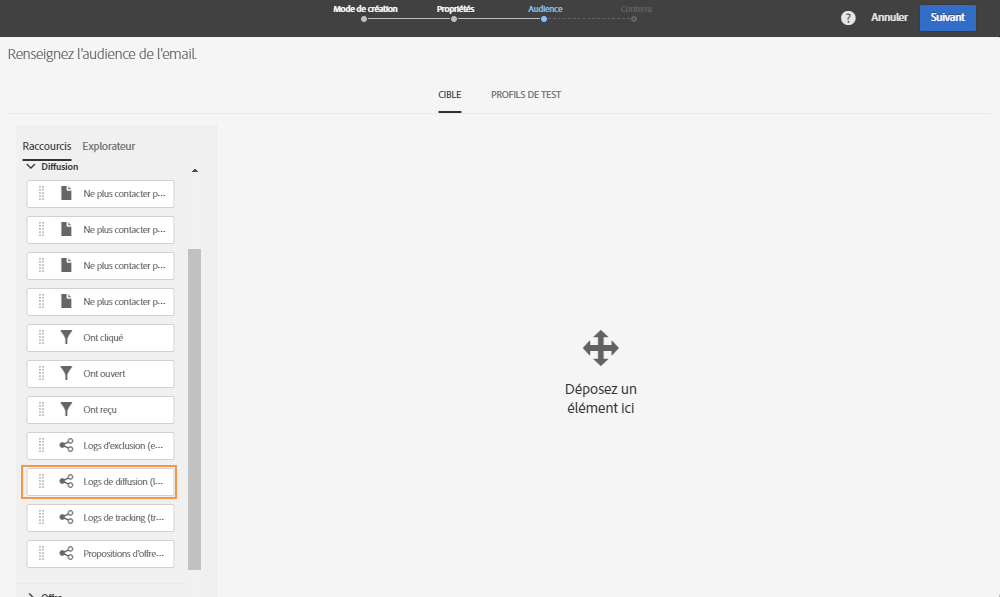 Mode de création Propriétés Audience Contenu
? Annuler Suivant
Renseignez l'audience de l'email.
CIBLE PROFILS DE TEST
Raccourcis Explorateur
Diffusion
Ne plus contacter p...
Ne plus contacter p...
Ne plus contacter p...
Ne plus contacter p...
Ont cliqué
Ont ouvert
Ont reçu
Logs d'exclusion (e...
Logs de diffusion (l...
Logs de tracking (tr...
Propositions d'offre...
Offre
Déposez un
élément ici